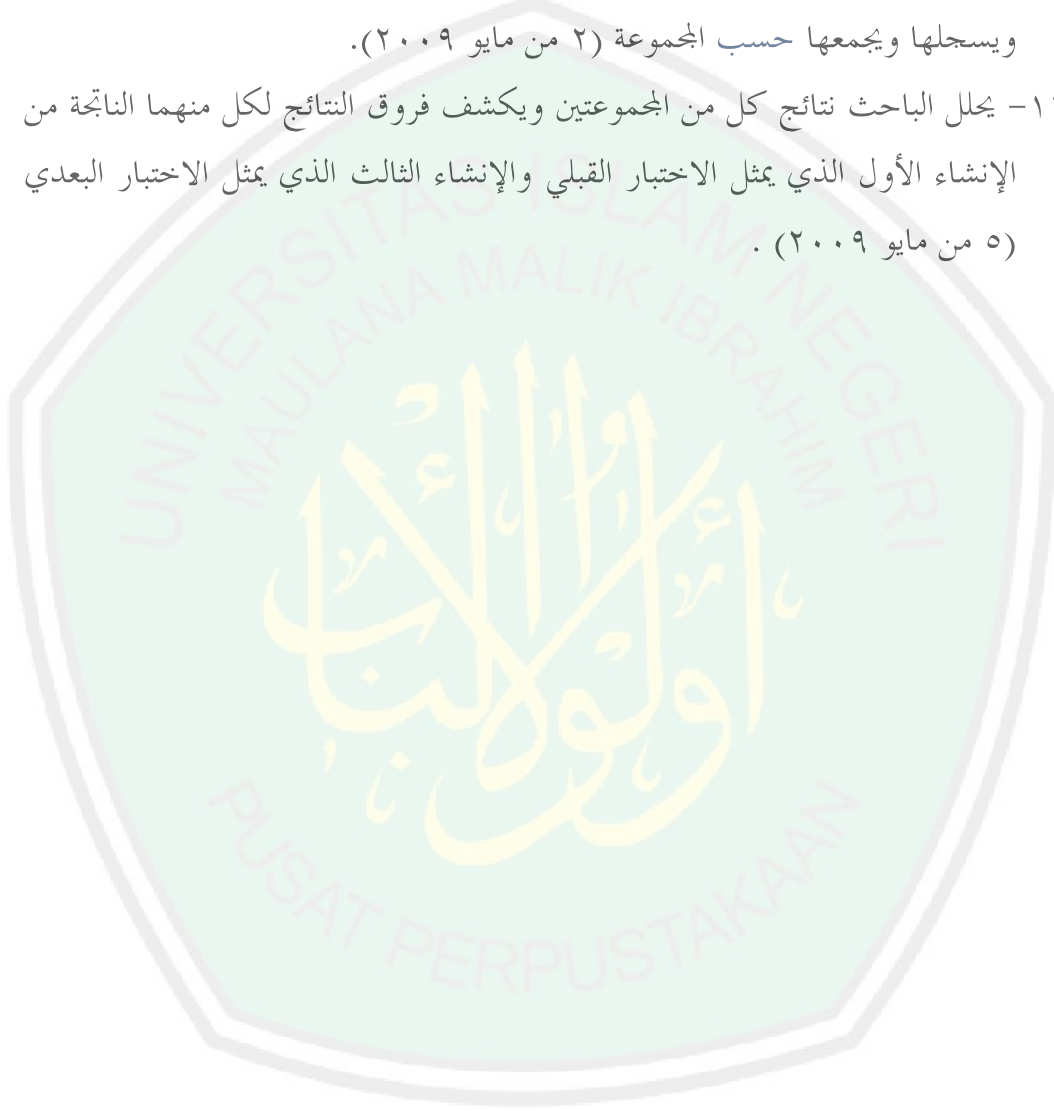 ويسجلها ويجمعها حسب المجموعة (٢ من مايو ٢٠٠٩).
- يحلل الباحث نتائج كل من المجموعتين ويكشف فروق النتائج لكل منهما الناتجة من
الإنشاء الأول الذي يمثل الاختبار القبلي والإنشاء الثالث الذي يمثل الاختبار البعدي
(٥ من مايو ٢٠٠٩) .
UNIVERSITAS ISLAM NEGERI
MAULANA MALIK IBRAHIM
PUSAT PERPUSTAKAAN